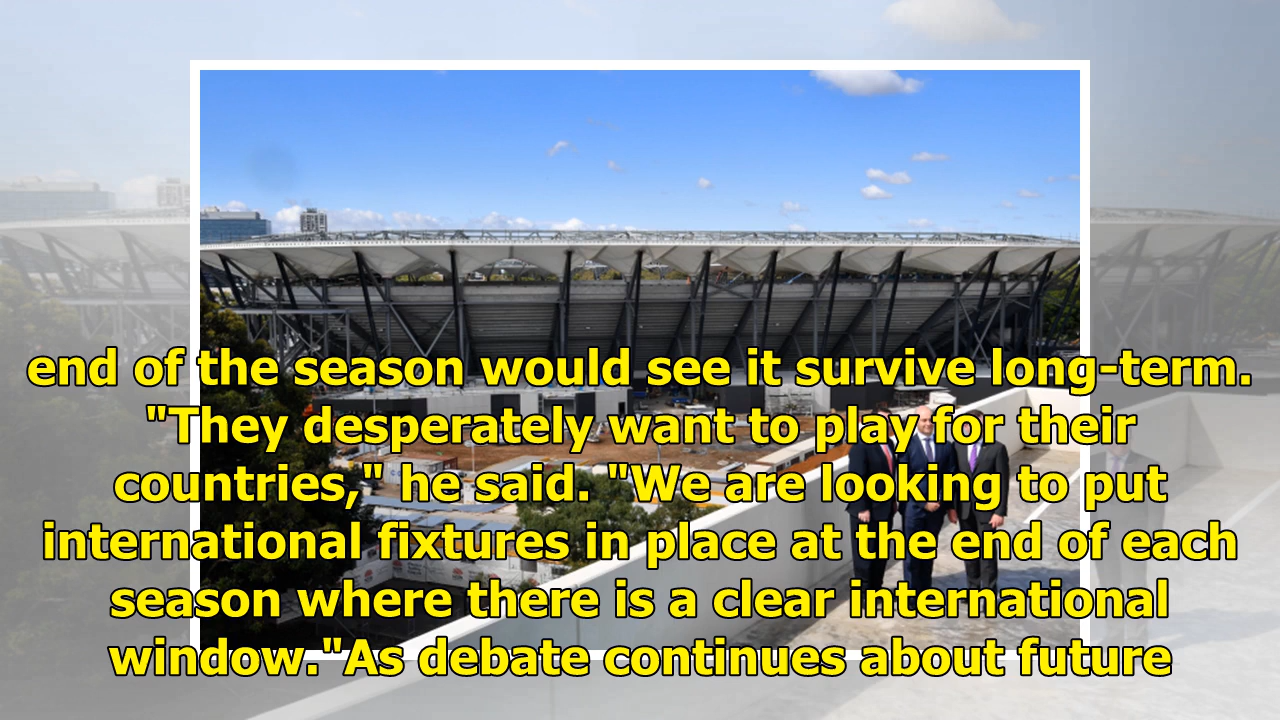 end of the season would see it survive long-term.
"They desperately want to play for their
countries," he said. "We are looking to put
international fixtures in place at the end of each
season where there is a clear international
window."As debate continues about future